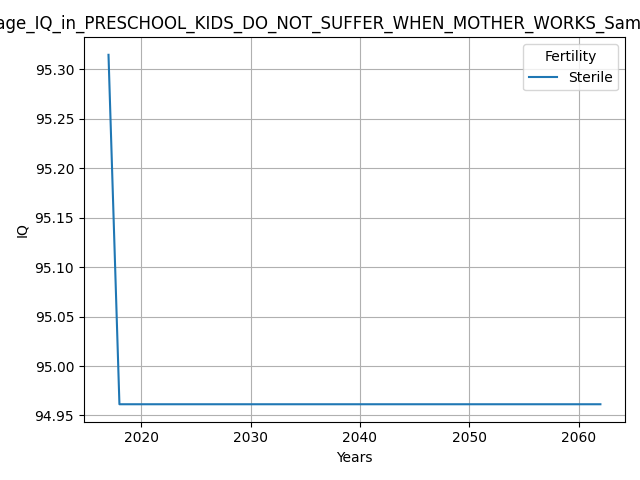 age_IQ_in_PRESCHOOL_KIDS_DO_NOT_SUFFER_WHEN_MOTHER_WORKS_Sam
Fertility
Sterile
95.30
95.25
95.20
95.15
95.10
95.05
95.00
94.95
IQ
2020 2030 2040 2050 2060
Years